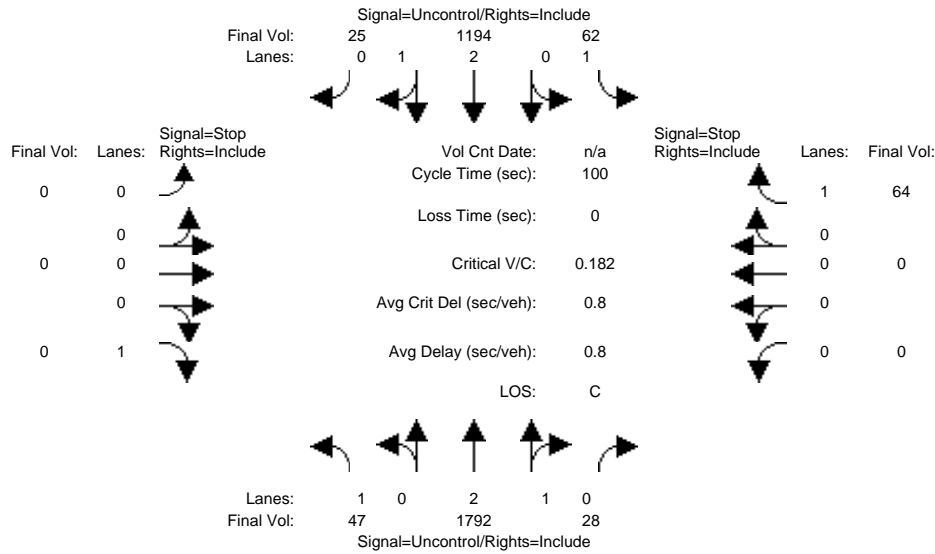 Signal=Uncontrol/Rights=Include
Final Vol: 25 1194 62
Lanes: 0 1 2 0 1
Signal=Stop Signal=Stop
Final Vol: Lanes: Rights=Include Vol Cnt Date: n/a Rights=Include Lanes: Final Vol:
Cycle Time (sec): 100
0 0 1 64
Loss Time (sec): 0
0 0
0 0 Critical V/C: 0.182 0 0
0 Avg Crit Del (sec/veh): 0.8 0
0 1 Avg Delay (sec/veh): 0.8 0 0
LOS: C
Lanes: 1 0 2 1 0
Final Vol: 47 1792 28
Signal=Uncontrol/Rights=Include